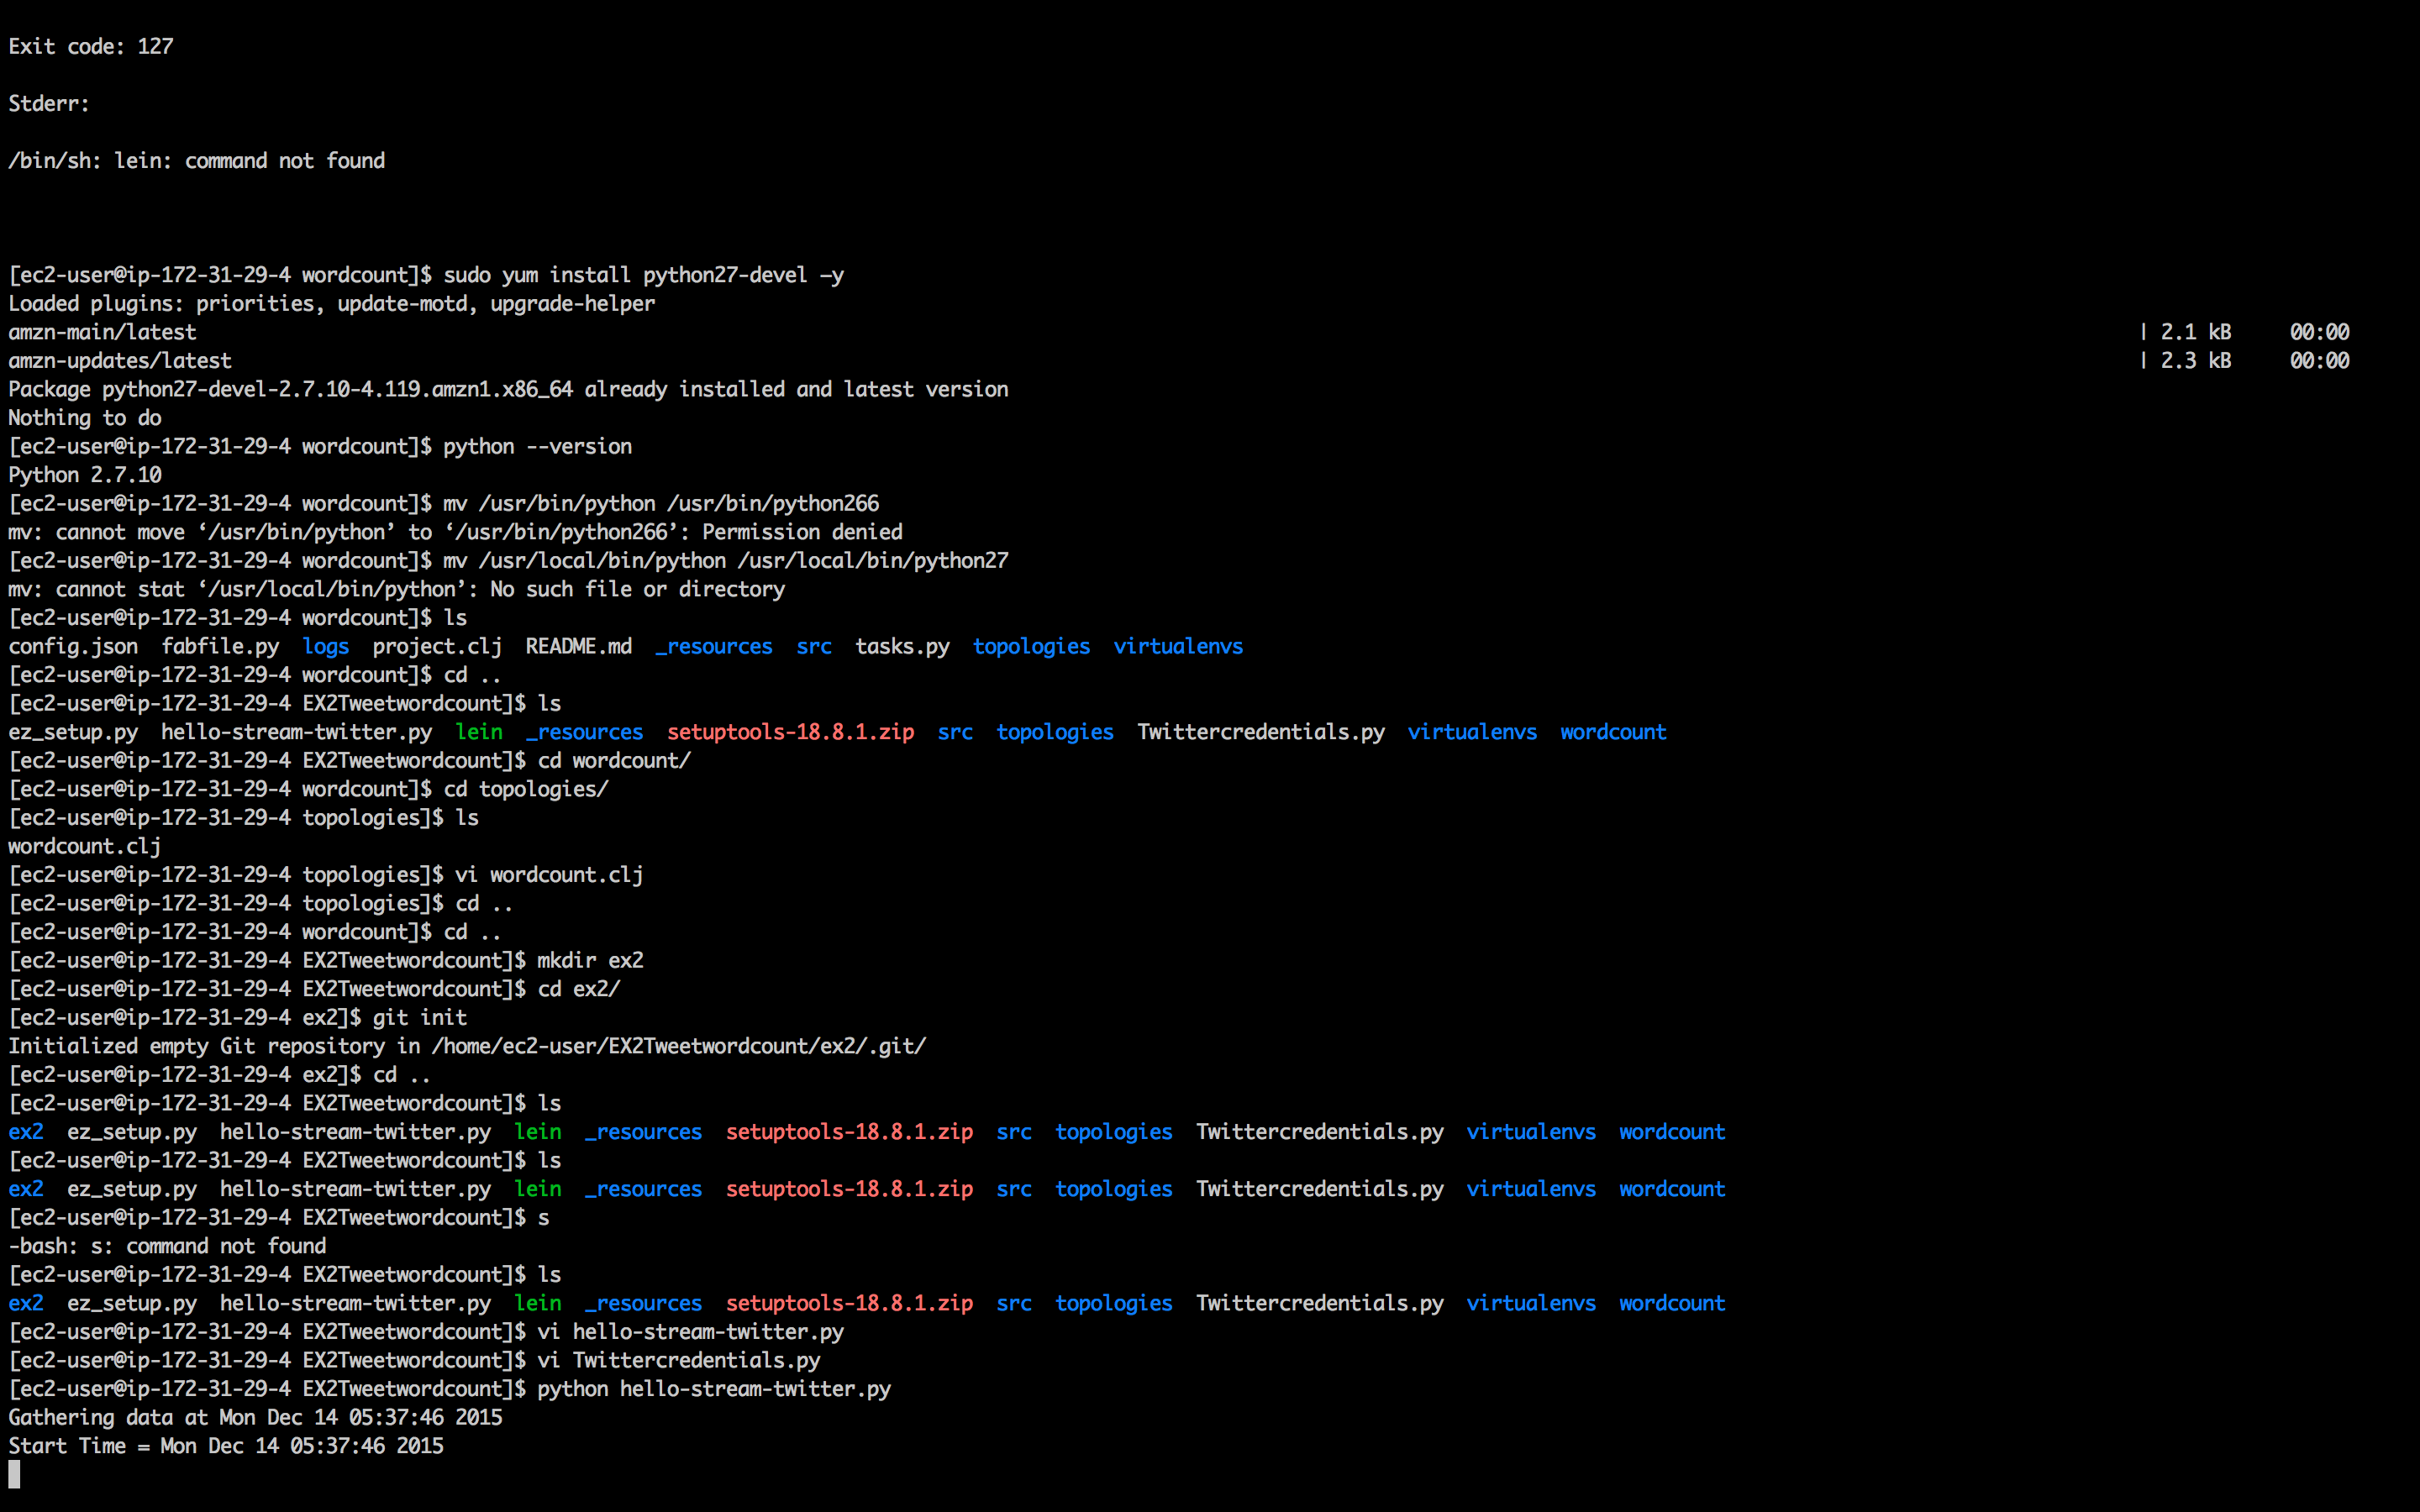 Exit code: 127
Stderr:
/bin/sh: lein: command not found
[ec2-user@ip-172-31-29-4 wordcount]$ sudo yum install python27-devel –y
Loaded plugins: priorities, update-motd, upgrade-helper
amzn-main/latest | 2.1 kB 00:00
amzn-updates/latest | 2.3 kB 00:00
Package python27-devel-2.7.10-4.119.amzn1.x86_64 already installed and latest version
Nothing to do
[ec2-user@ip-172-31-29-4 wordcount]$ python --version
Python 2.7.10
[ec2-user@ip-172-31-29-4 wordcount]$ mv /usr/bin/python /usr/bin/python266
mv: cannot move ‘/usr/bin/python’ to ‘/usr/bin/python266’: Permission denied
[ec2-user@ip-172-31-29-4 wordcount]$ mv /usr/local/bin/python /usr/local/bin/python27
mv: cannot stat ‘/usr/local/bin/python’: No such file or directory
[ec2-user@ip-172-31-29-4 wordcount]$ ls
config.json fabfile.py logs project.clj README.md _resources src tasks.py topologies virtualenvs
[ec2-user@ip-172-31-29-4 wordcount]$ cd ..
[ec2-user@ip-172-31-29-4 EX2Tweetwordcount]$ ls
ez_setup.py hello-stream-twitter.py lein _resources setuptools-18.8.1.zip src topologies Twittercredentials.py virtualenvs wordcount
[ec2-user@ip-172-31-29-4 EX2Tweetwordcount]$ cd wordcount/
[ec2-user@ip-172-31-29-4 wordcount]$ cd topologies/
[ec2-user@ip-172-31-29-4 topologies]$ ls
wordcount.clj
[ec2-user@ip-172-31-29-4 topologies]$ vi wordcount.clj
[ec2-user@ip-172-31-29-4 topologies]$ cd ..
[ec2-user@ip-172-31-29-4 wordcount]$ cd ..
[ec2-user@ip-172-31-29-4 EX2Tweetwordcount]$ mkdir ex2
[ec2-user@ip-172-31-29-4 EX2Tweetwordcount]$ cd ex2/
[ec2-user@ip-172-31-29-4 ex2]$ git init
Initialized empty Git repository in /home/ec2-user/EX2Tweetwordcount/ex2/.git/
[ec2-user@ip-172-31-29-4 ex2]$ cd ..
[ec2-user@ip-172-31-29-4 EX2Tweetwordcount]$ ls
ex2 ez_setup.py hello-stream-twitter.py lein _resources setuptools-18.8.1.zip src topologies Twittercredentials.py virtualenvs wordcount
[ec2-user@ip-172-31-29-4 EX2Tweetwordcount]$ ls
ex2 ez_setup.py hello-stream-twitter.py lein _resources setuptools-18.8.1.zip src topologies Twittercredentials.py virtualenvs wordcount
[ec2-user@ip-172-31-29-4 EX2Tweetwordcount]$ s
-bash: s: command not found
[ec2-user@ip-172-31-29-4 EX2Tweetwordcount]$ ls
ex2 ez_setup.py hello-stream-twitter.py lein _resources setuptools-18.8.1.zip src topologies Twittercredentials.py virtualenvs wordcount
[ec2-user@ip-172-31-29-4 EX2Tweetwordcount]$ vi hello-stream-twitter.py
[ec2-user@ip-172-31-29-4 EX2Tweetwordcount]$ vi Twittercredentials.py
[ec2-user@ip-172-31-29-4 EX2Tweetwordcount]$ python hello-stream-twitter.py
Gathering data at Mon Dec 14 05:37:46 2015
Start Time = Mon Dec 14 05:37:46 2015